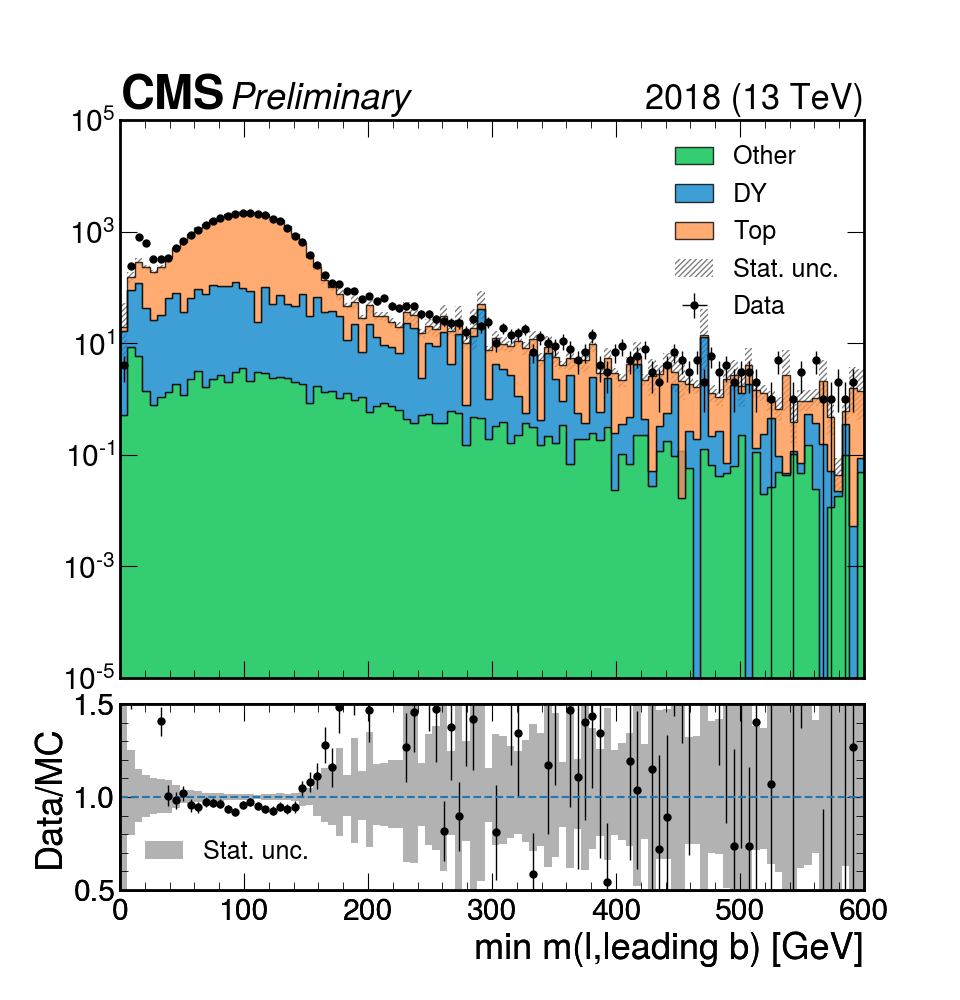 CMS Preliminary 2018 (13 TeV)
10^5
10^3
10^1
10^-1
10^-3
10^-5
Other
DY
Top
Stat. unc.
Data
1.5
1.0
0.5
Data/MC
Stat. unc.
0 100 200 300 400 500 600
min m(l,leading b) [GeV]